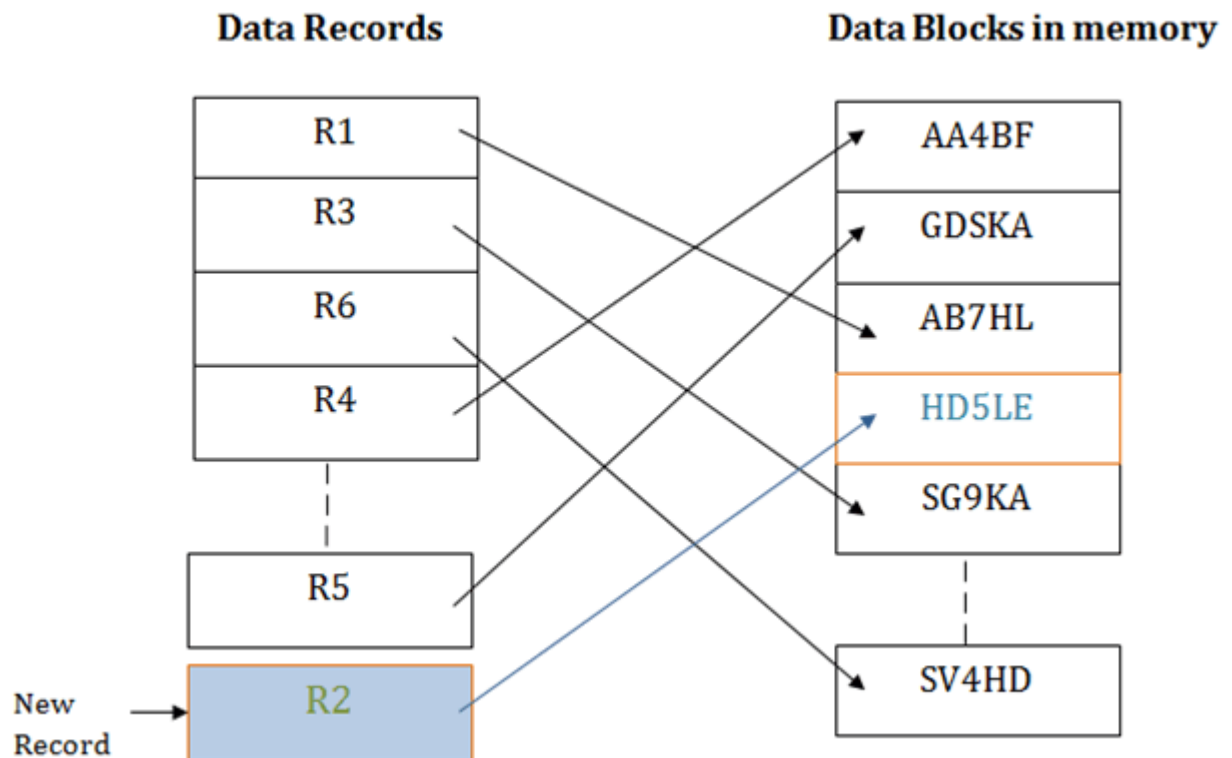 Data Records
Data Blocks in memory
R1
R3
R6
R4
R5
R2
New
Record
AA4BF
GDSKA
AB7HL
HD5LE
SG9KA
SV4HD